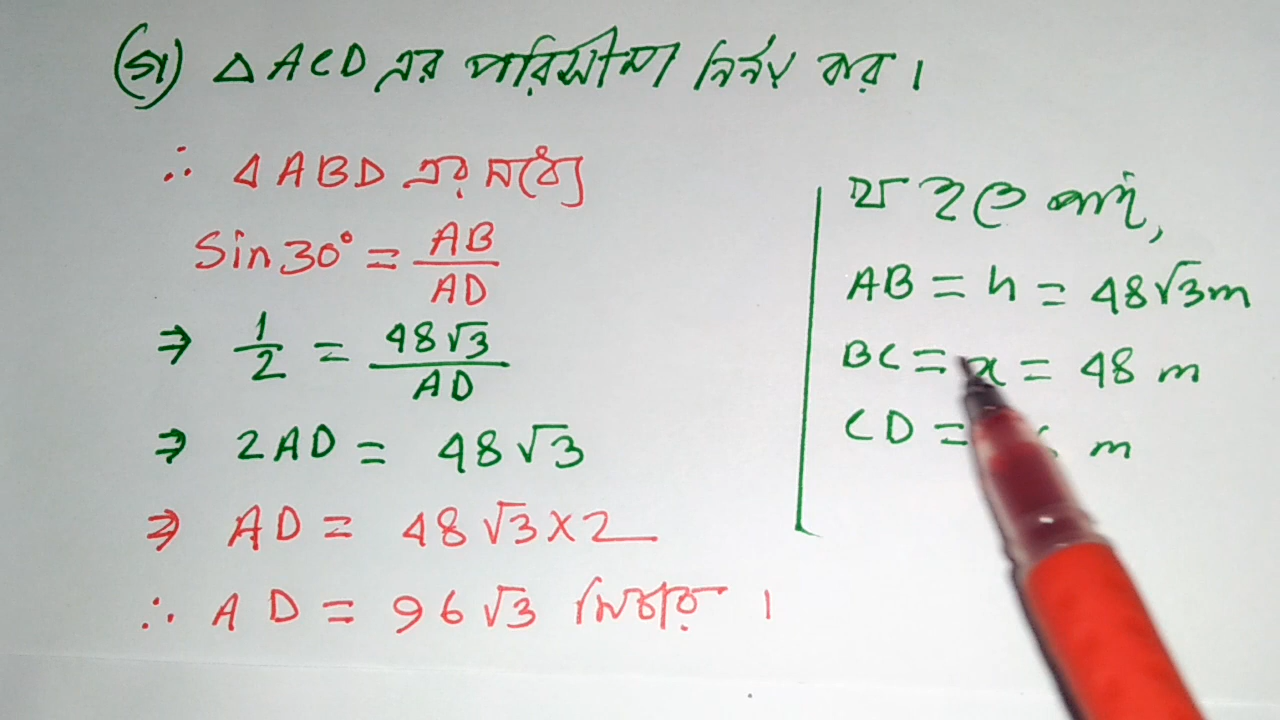 (গ) △ACD এর পরিসীমা নির্নয় কর ।
∴ △ABD এর মধ্যে
Sin30° = AB/AD
⇒ 1/2 = 48√3/AD
⇒ 2AD = 48√3
⇒ AD = 48√3×2
∴ AD = 96√3 মিটার ।
খ হতে পাই,
AB = h = 48√3m
BC = x = 48 m
CD = m